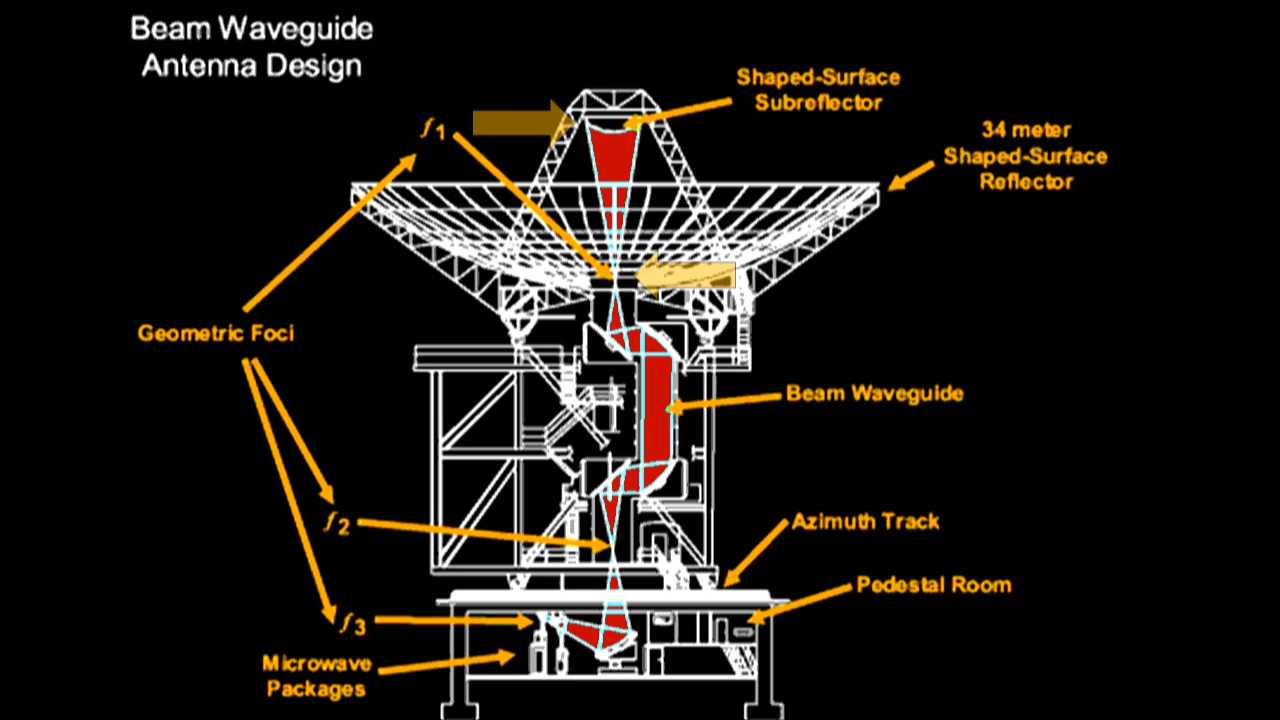 Beam Waveguide
Antenna Design
Shaped-Surface
Subreflector
34 meter
Shaped-Surface
Reflector
f1
Geometric Foci
Beam Waveguide
f2
Azimuth Track
Pedestal Room
f3
Microwave
Packages